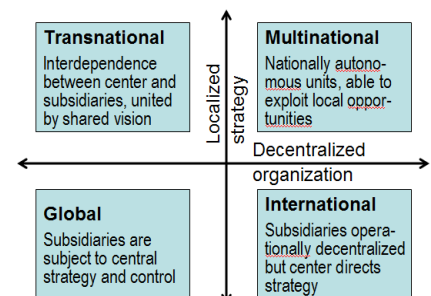 Transnational
Interdependence
between center and
subsidiaries, united
by shared vision
Multinational
Nationally autono-
mous units, able to
exploit local oppor-
tunities
Localized
strategy
Decentralized
organization
Global
Subsidiaries are
subject to central
strategy and control
International
Subsidiaries opera-
tionally decentralized
but center directs
strategy